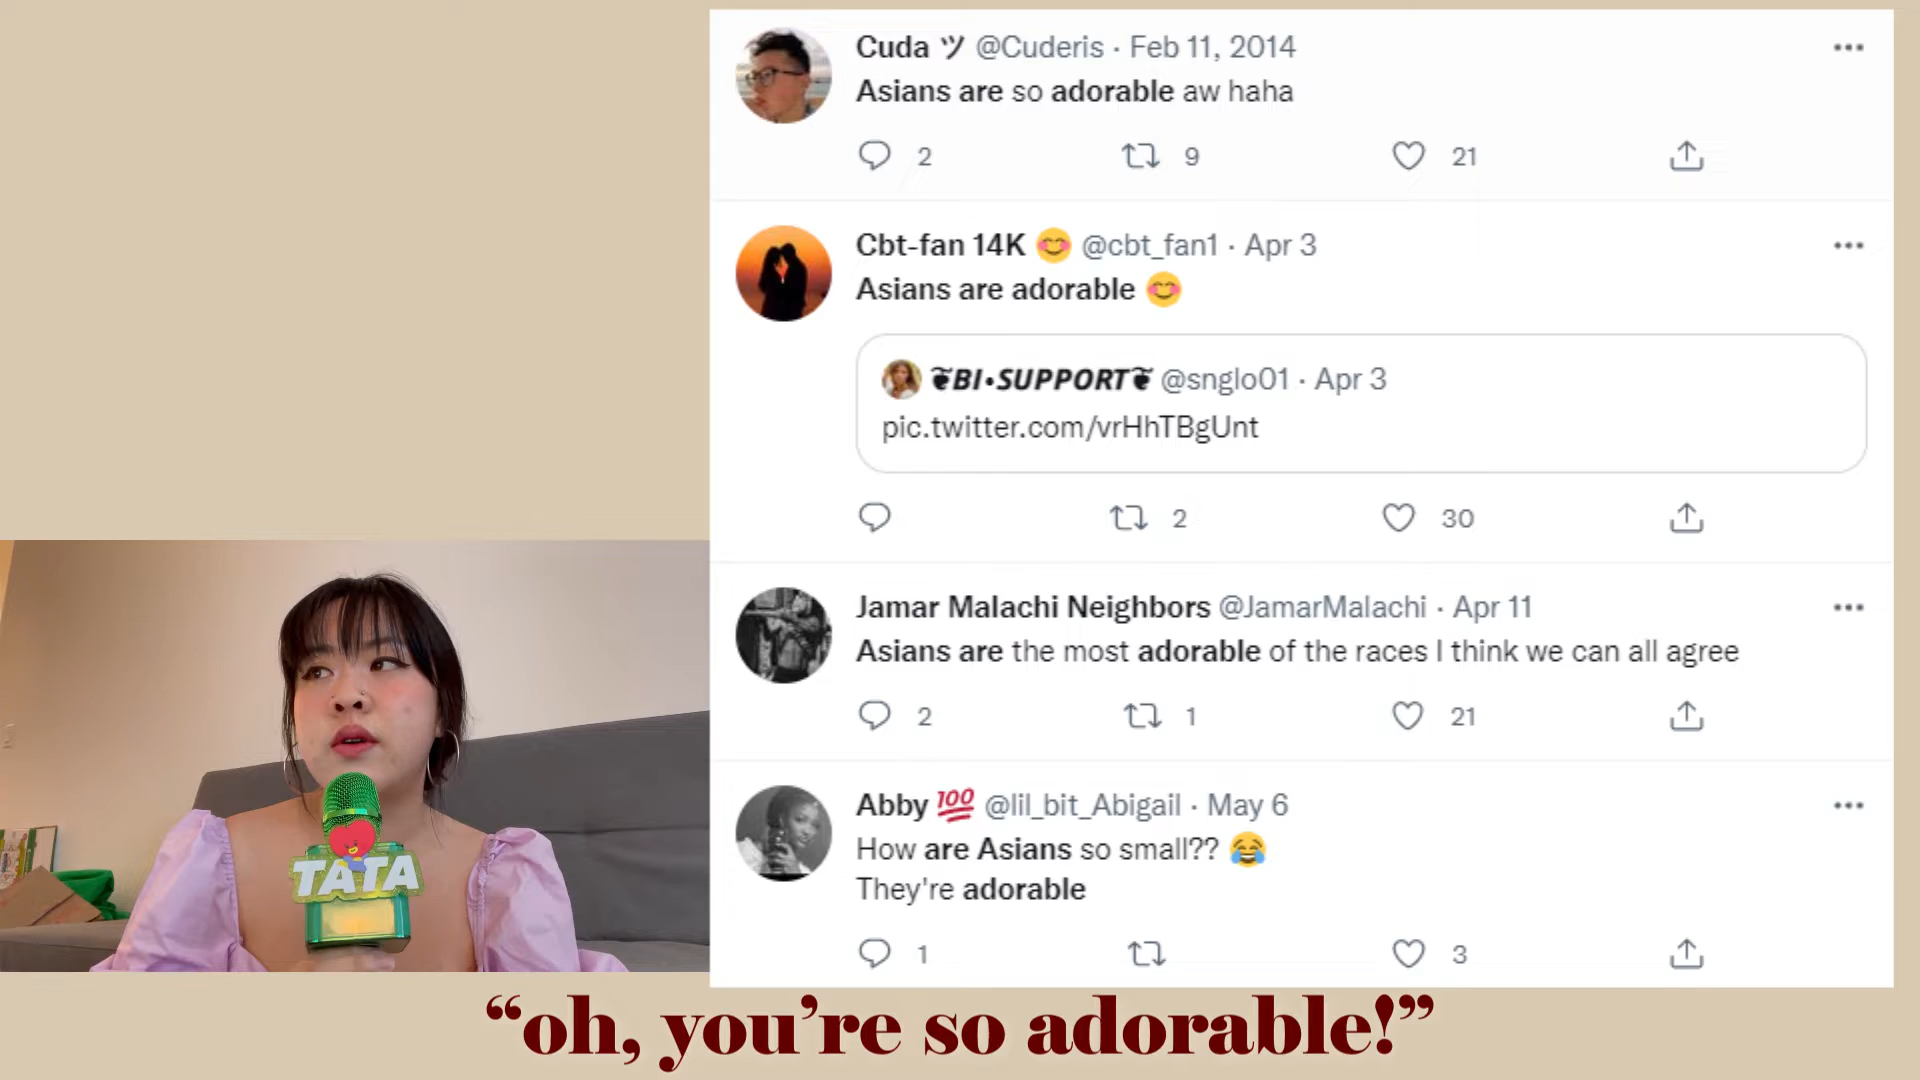 Cuda ツ @Cuderis · Feb 11, 2014
Asians are so adorable aw haha
2 9 21
Cbt-fan 14K 😊 @cbt_fan1 · Apr 3
Asians are adorable 😊
❦BI•SUPPORT❦ @snglo01 · Apr 3
pic.twitter.com/vrHhTBgUnt
2 30
Jamar Malachi Neighbors @JamarMalachi · Apr 11
Asians are the most adorable of the races I think we can all agree
2 1 21
Abby 💯 @lil_bit_Abigail · May 6
How are Asians so small?? 😂
They're adorable
1 3
TATA
“oh, you’re so adorable!”